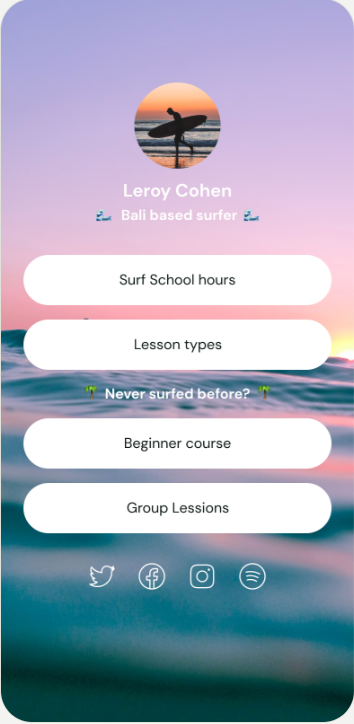 Leroy Cohen
🌊 Bali based surfer 🌊
Surf School hours
Lesson types
🌴 Never surfed before? 🌴
Beginner course
Group Lessions